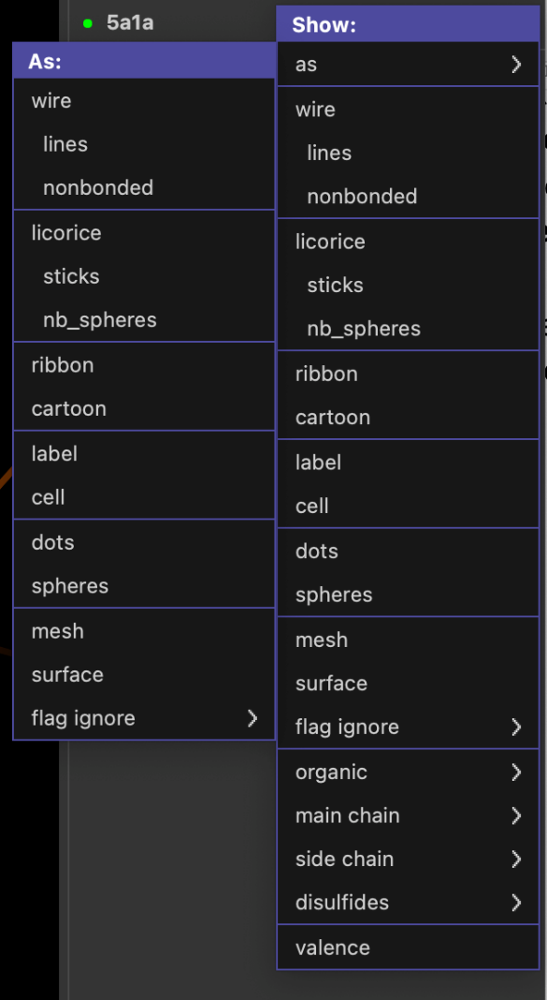 5a1a
As:
wire
lines
nonbonded
licorice
sticks
nb_spheres
ribbon
cartoon
label
cell
dots
spheres
mesh
surface
flag ignore
Show:
as
wire
lines
nonbonded
licorice
sticks
nb_spheres
ribbon
cartoon
label
cell
dots
spheres
mesh
surface
flag ignore
organic
main chain
side chain
disulfides
valence